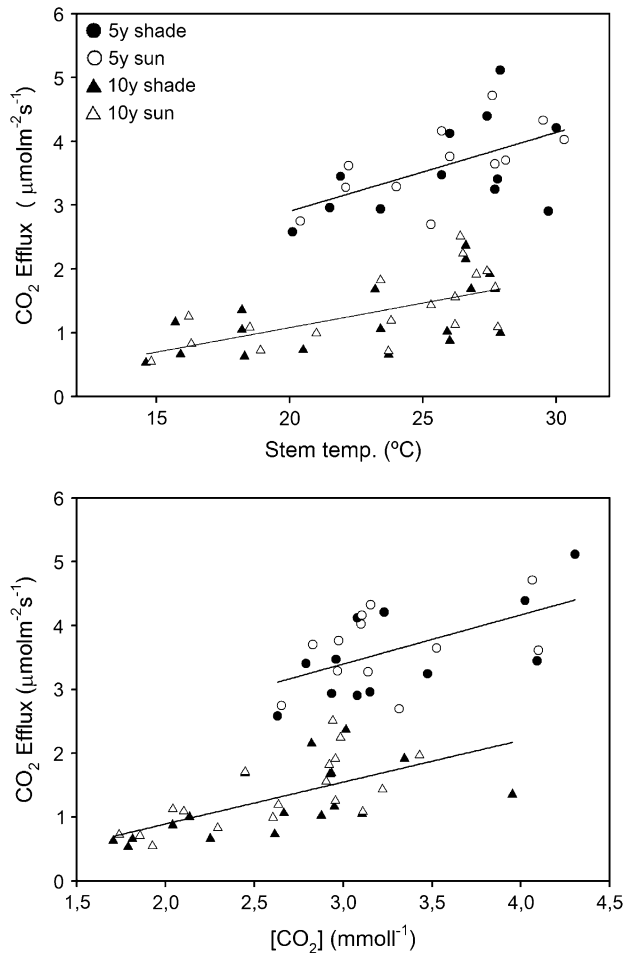 6
5
4
3
2
1
0
CO2 Efflux ( μmolm-2s-1)
5y shade
5y sun
10y shade
10y sun
15 20 25 30
Stem temp. (ºC)
6
5
4
3
2
1
0
CO2 Efflux (μmolm-2s-1)
1,5 2,0 2,5 3,0 3,5 4,0 4,5
[CO2] (mmoll-1)